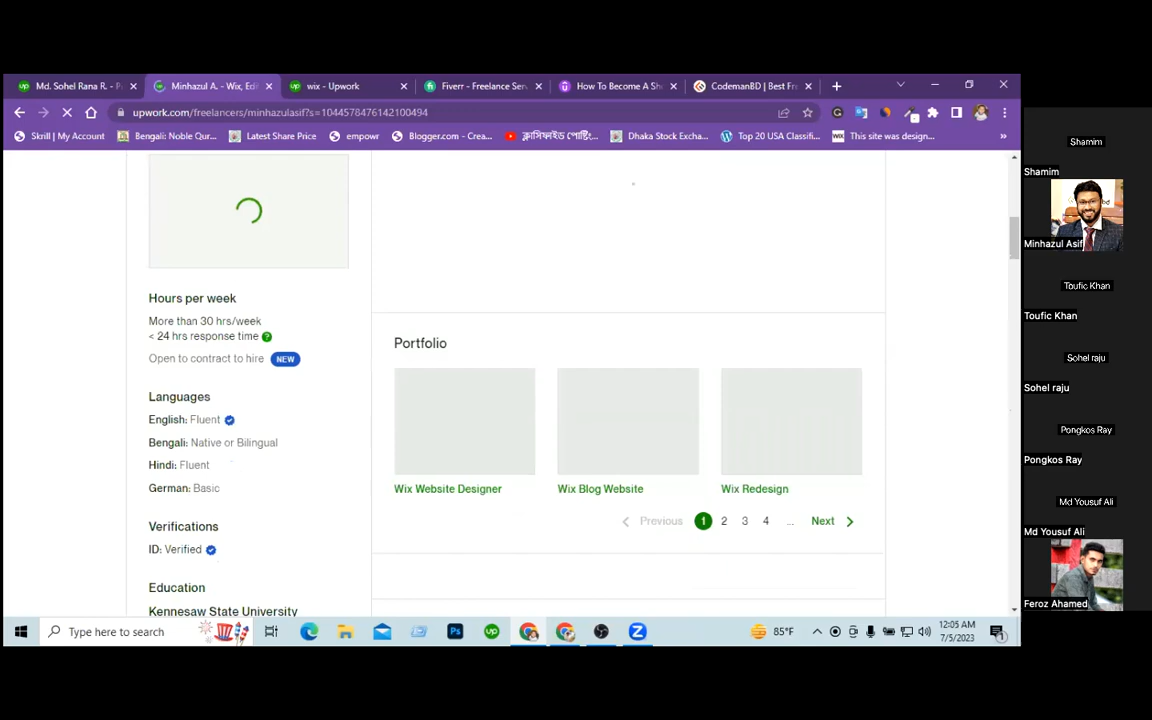 Md. Sohel Rana R. - P
Minhazul A. - Wix, Edi
wix - Upwork
Fiverr - Freelance Serv
How To Become A Sh
CodemanBD | Best Fr
upwork.com/freelancers/minhazulasif?s=1044578476142100494
Skrill | My Account
Bengali: Noble Qur...
Latest Share Price
empowr
Blogger.com - Crea...
ক্লাসিফাইড পোস্টিং...
Dhaka Stock Excha...
Top 20 USA Classifi...
WIX
This site was design...
Hours per week
More than 30 hrs/week
< 24 hrs response time ?
Open to contract to hire NEW
Languages
English: Fluent
Bengali: Native or Bilingual
Hindi: Fluent
German: Basic
Verifications
ID: Verified
Education
Kennesaw State University
Portfolio
Wix Website Designer
Wix Blog Website
Wix Redesign
Previous 1 2 3 4 ... Next
Shamim
Shamim
Minhazul Asif
Toufic Khan
Toufic Khan
Sohel raju
Sohel raju
Pongkos Ray
Pongkos Ray
Md Yousuf Ali
Md Yousuf Ali
Feroz Ahamed
Type here to search
Ps
up
85°F
12:05 AM
7/5/2023